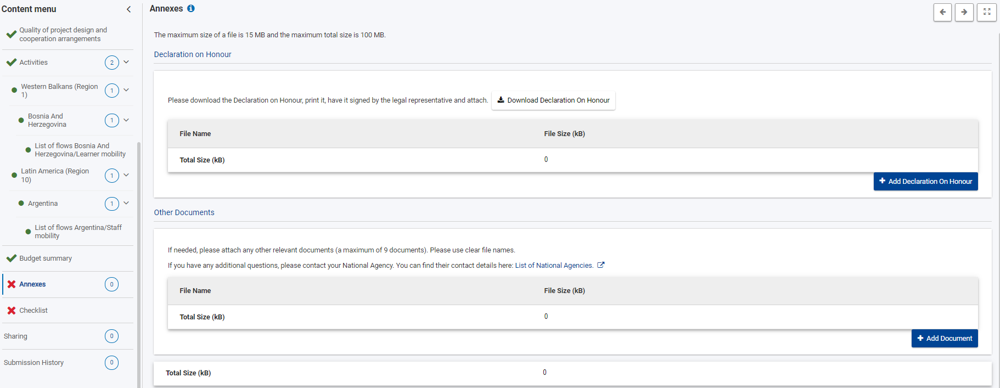 Content menu
Quality of project design and
cooperation arrangements
Activities 2
Western Balkans (Region
1) 1
Bosnia And
Herzegovina 1
List of flows Bosnia And
Herzegovina/Learner mobility
Latin America (Region
10) 1
Argentina 1
List of flows Argentina/Staff
mobility
Budget summary
Annexes 0
Checklist
Sharing 0
Submission History 0
Annexes
The maximum size of a file is 15 MB and the maximum total size is 100 MB.
Declaration on Honour
Please download the Declaration on Honour, print it, have it signed by the legal representative and attach. Download Declaration On Honour
File Name File Size (kB)
Total Size (kB) 0
Add Declaration On Honour
Other Documents
If needed, please attach any other relevant documents (a maximum of 9 documents). Please use clear file names.
If you have any additional questions, please contact your National Agency. You can find their contact details here: List of National Agencies.
File Name File Size (kB)
Total Size (kB) 0
Add Document
Total Size (kB) 0